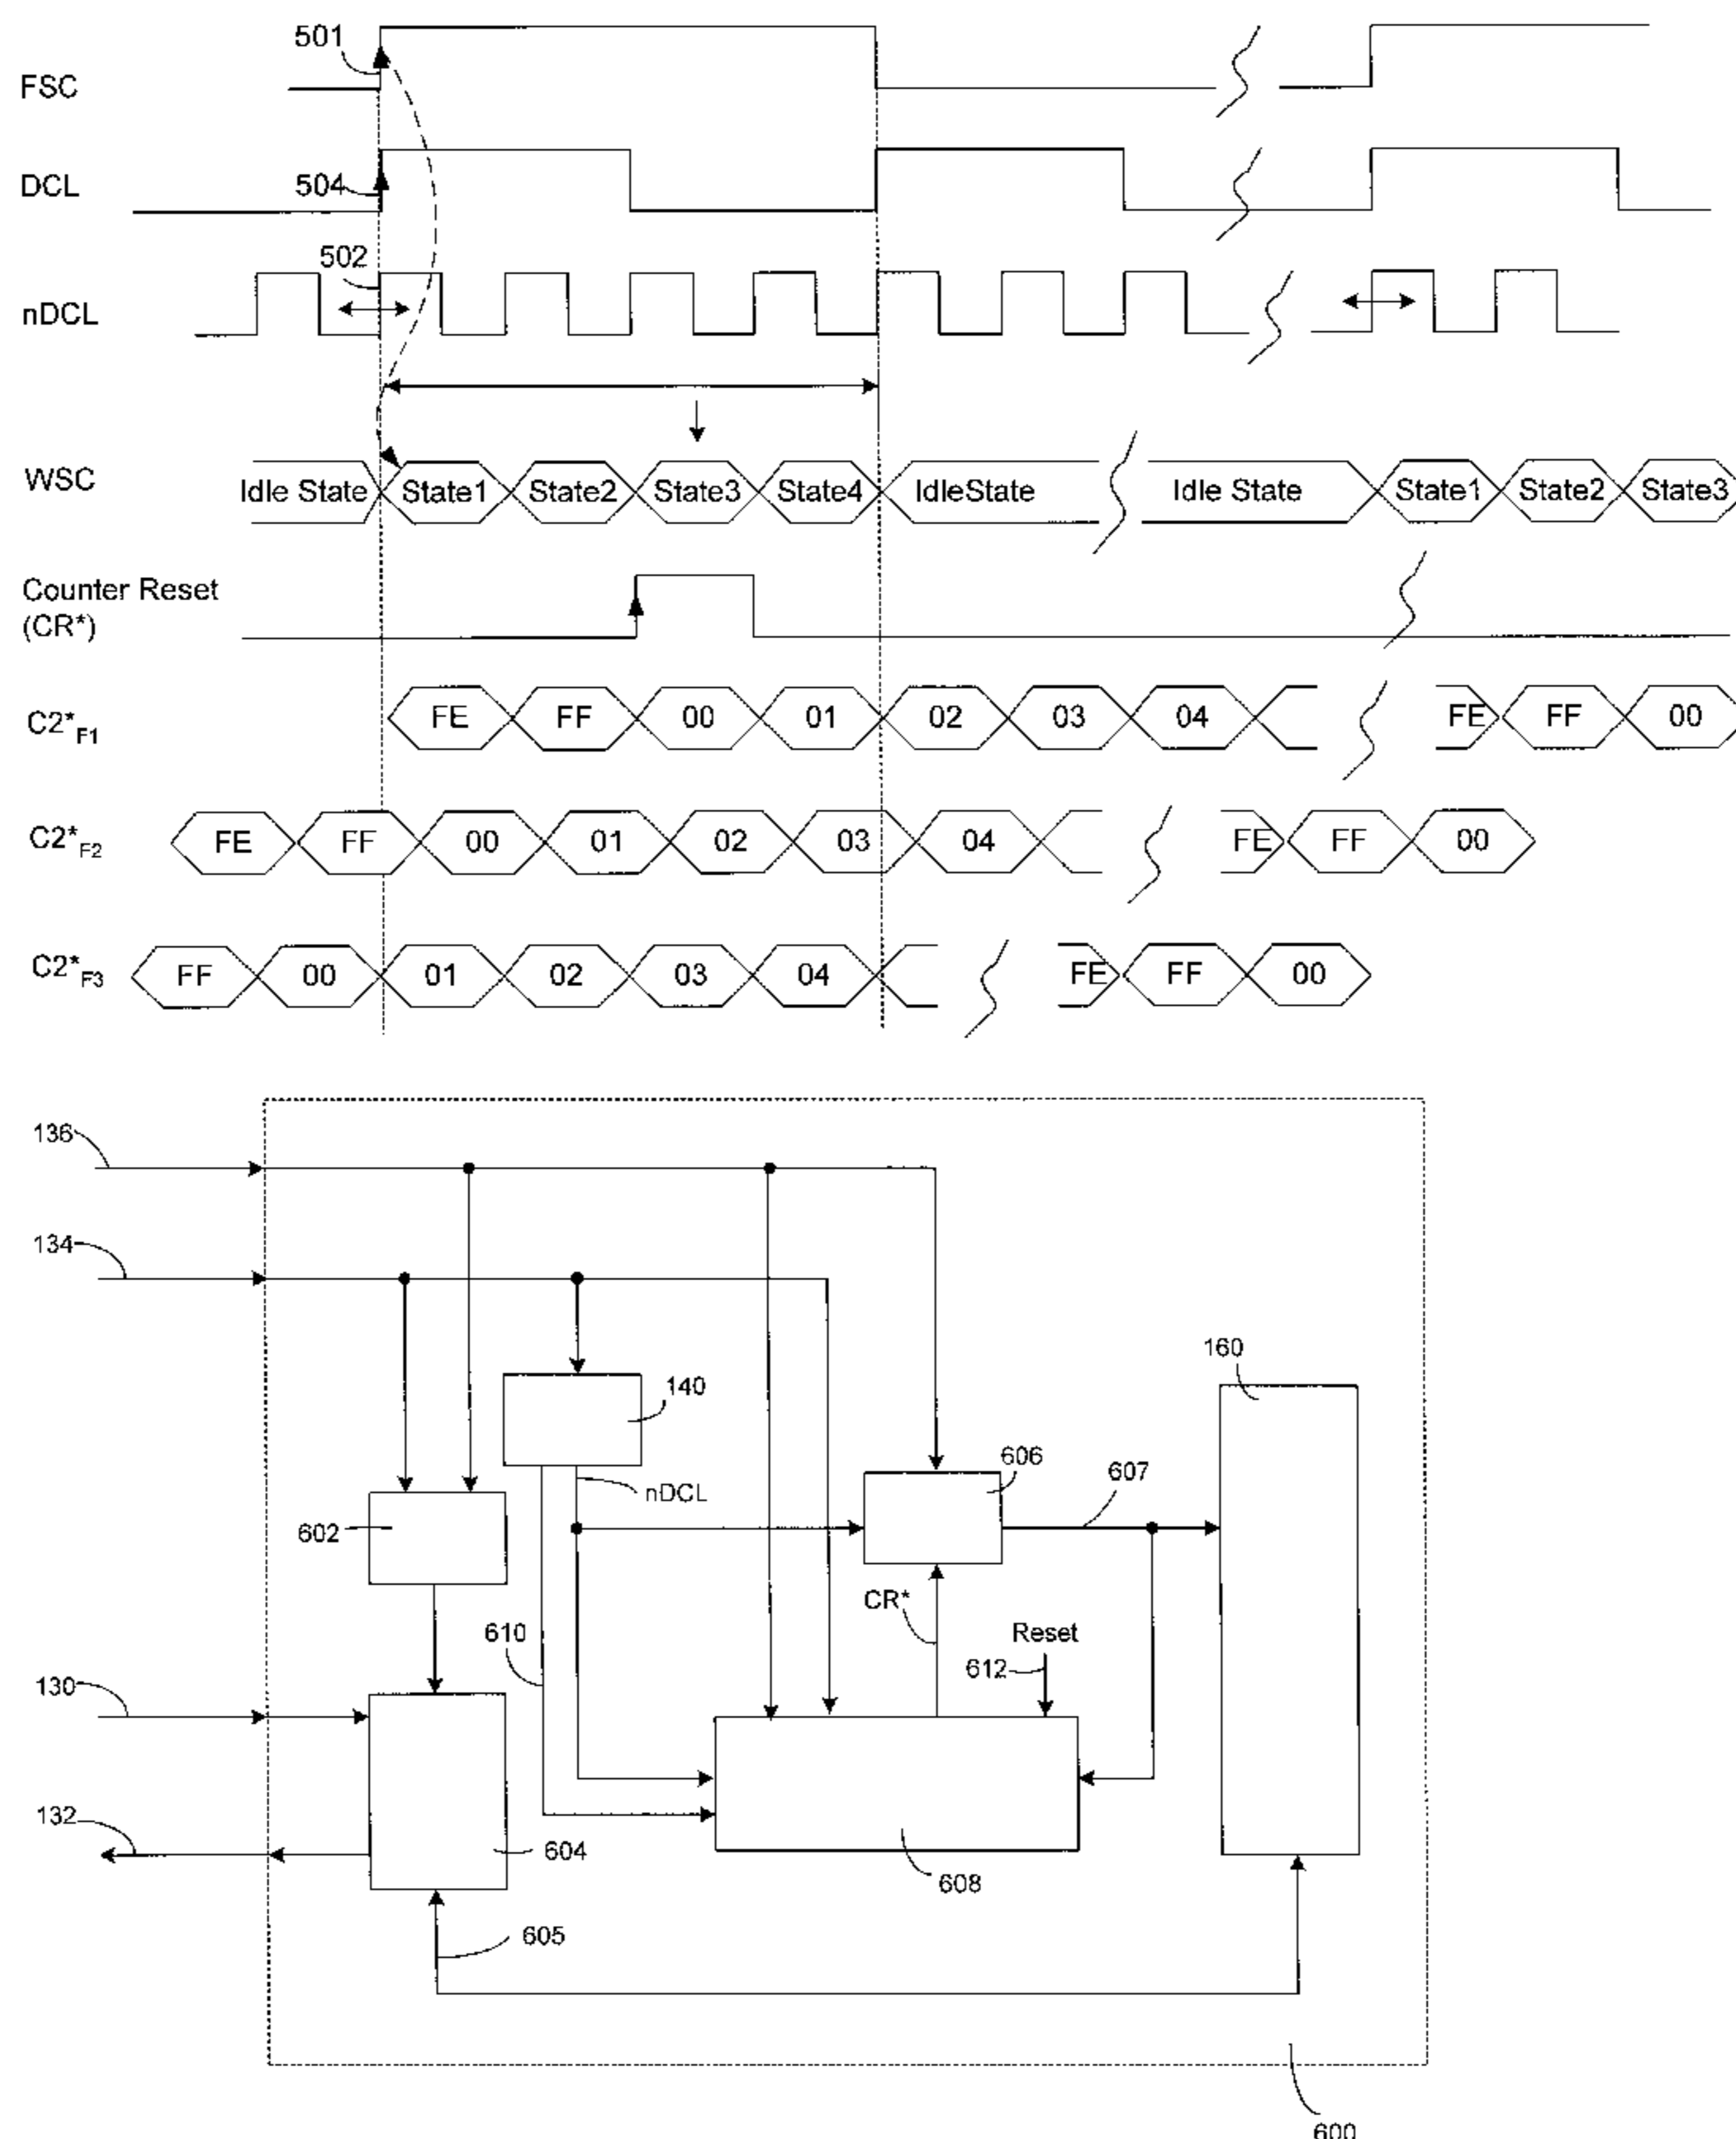 501
FSC
504
DCL
502
nDCL
WSC Idle State State1 State2 State3 State4 IdleState Idle State State1 State2 State3
Counter Reset
(CR*)
C2*F1 FE FF 00 01 02 03 04 FE FF 00
C2*F2 FE FF 00 01 02 03 04 FE FF 00
C2*F3 FF 00 01 02 03 04 FE FF 00
136
134
160
140
606
607
nDCL
602
CR*
610
Reset
612
130
132
604
608
605
600